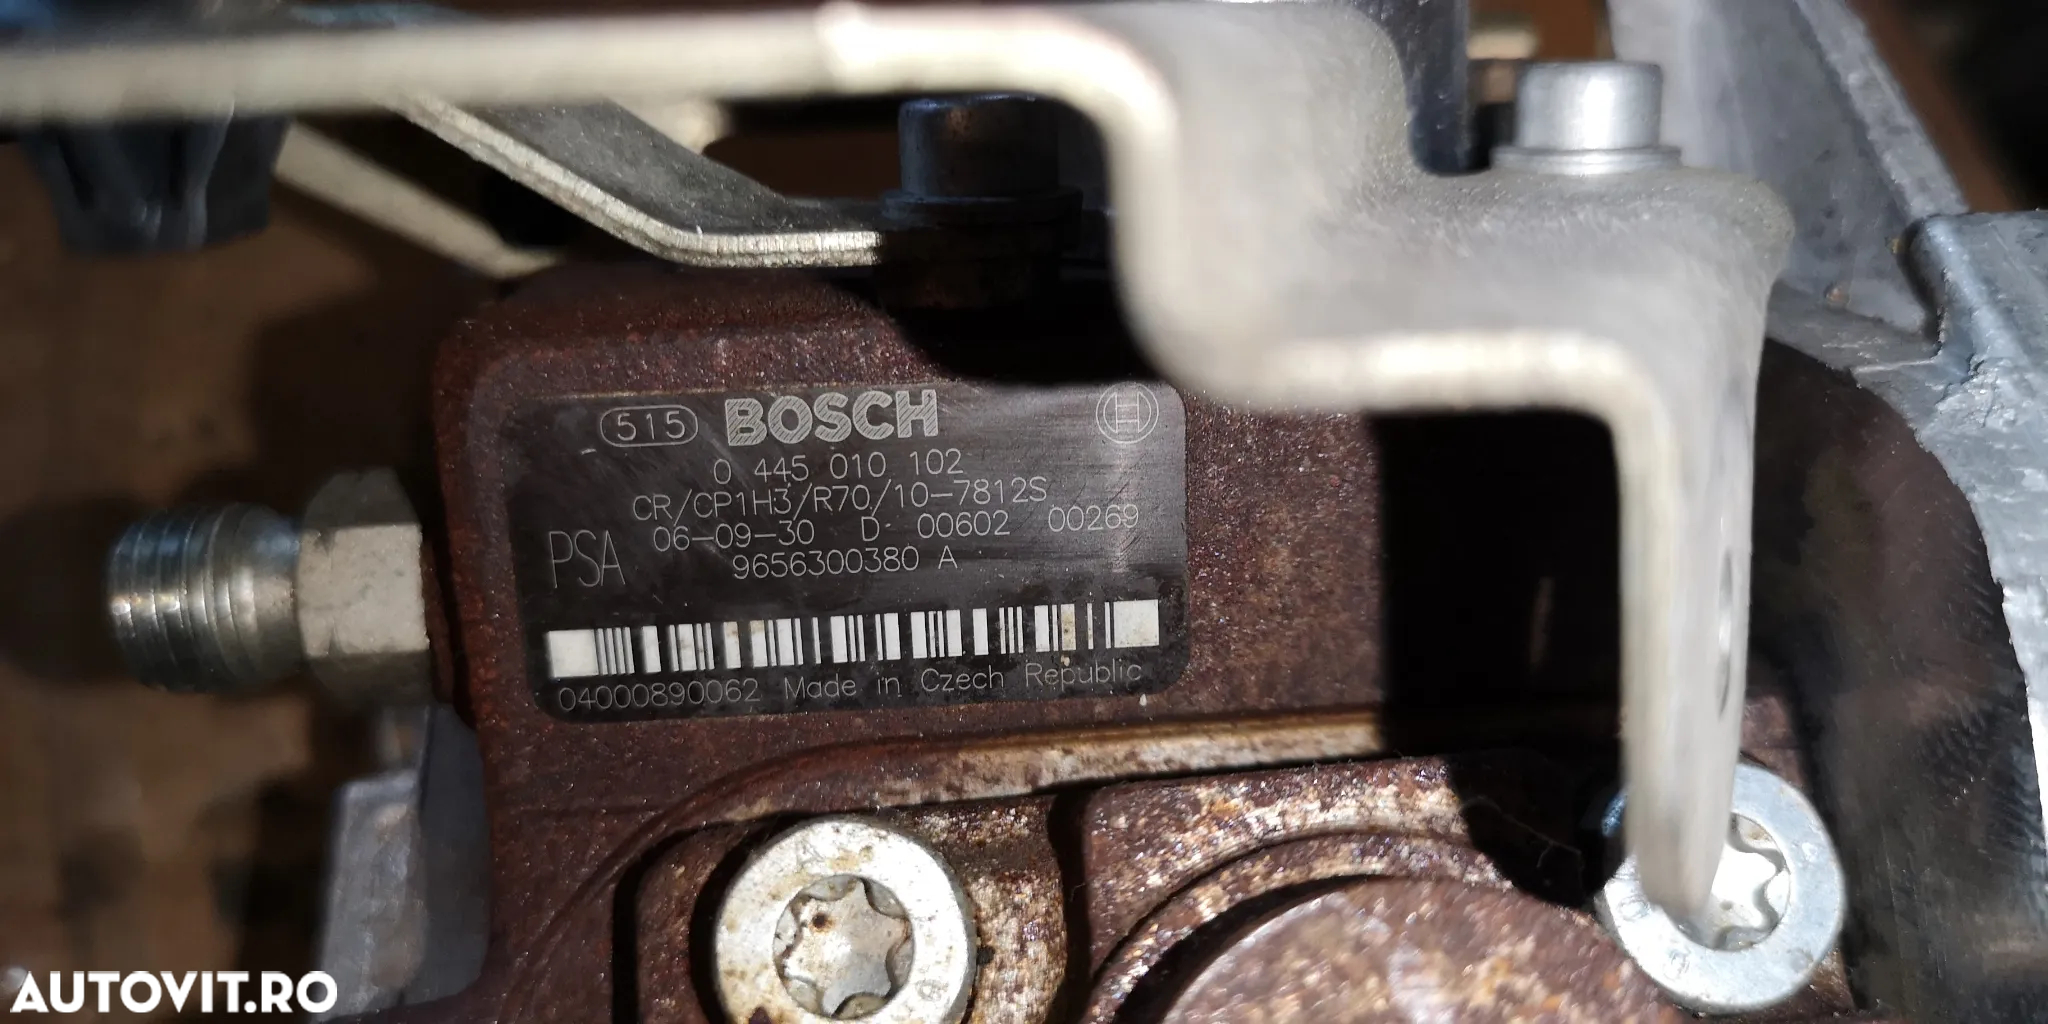 515 BOSCH
0 445 010 102
CR/CP1H3/R70/10-7812S
06-09-30 D 00602 00269
PSA 9656300380 A
04000890062 Made in Czech Republic
AUTOVIT.RO